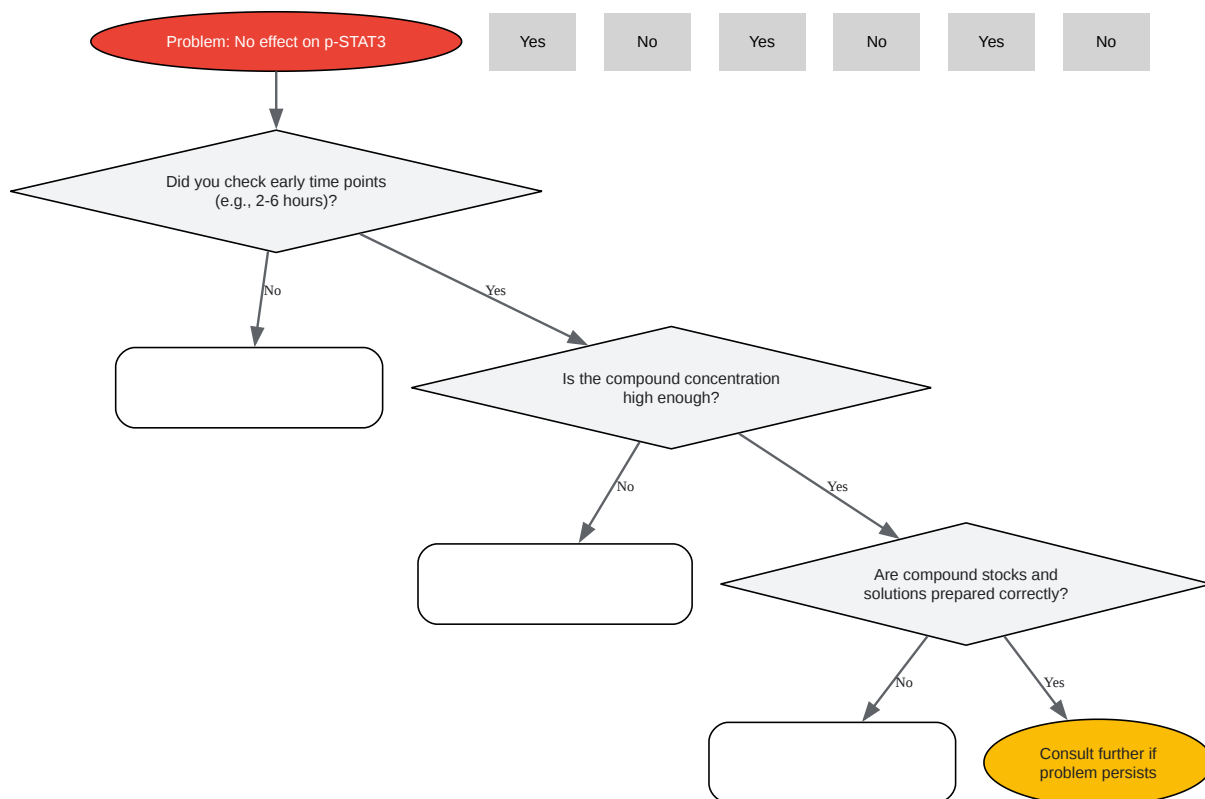 Problem: No effect on p-STAT3
Yes
No
Yes
No
Yes
No
Did you check early time points
(e.g., 2-6 hours)?
No
Yes
Is the compound concentration
high enough?
No
Yes
Are compound stocks and
solutions prepared correctly?
No
Yes
Consult further if
problem persists